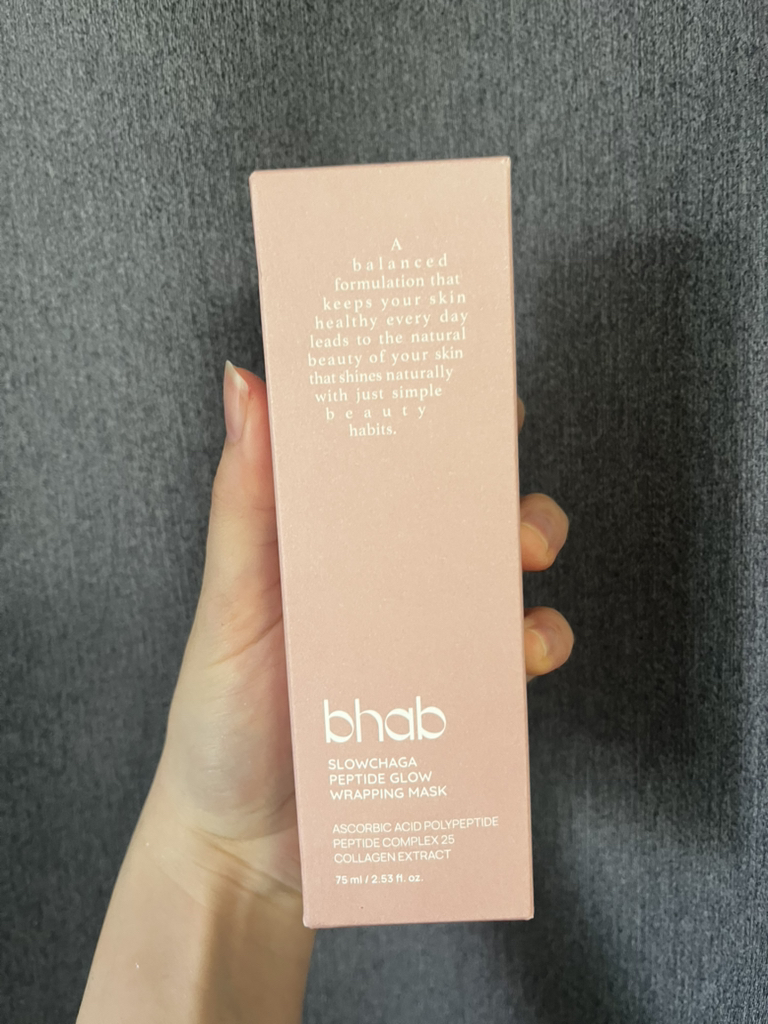 A
balanced
formulation that
keeps your skin
healthy every day
leads to the natural
beauty of your skin
that shines naturally
with just simple
beauty
habits.
bhab
SLOWCHAGA
PEPTIDE GLOW
WRAPPING MASK
ASCORBIC ACID POLYPEPTIDE
PEPTIDE COMPLEX 25
COLLAGEN EXTRACT
75 ml / 2.53 fl. oz.